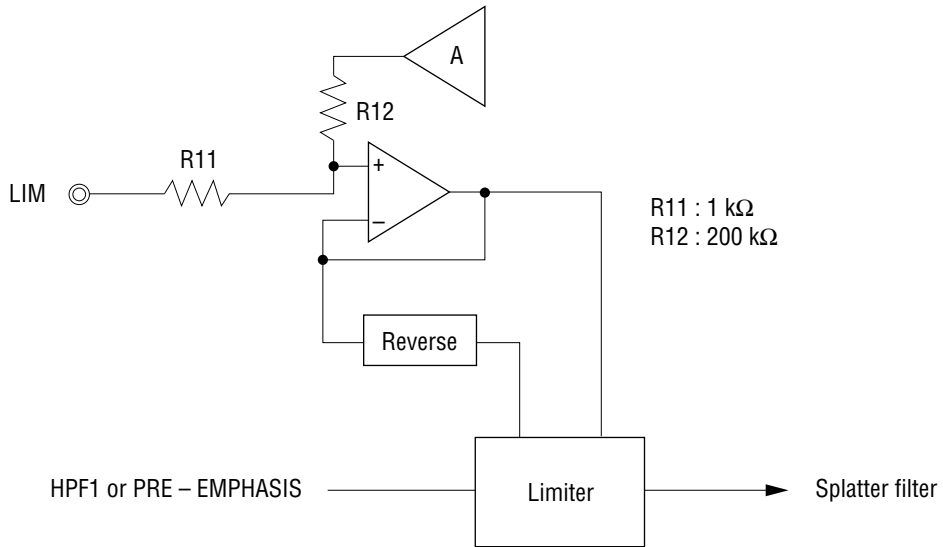 A
R12
R11
LIM
+
–
R11 : 1 kΩ
R12 : 200 kΩ
Reverse
HPF1 or PRE – EMPHASIS
Limiter
Splatter filter